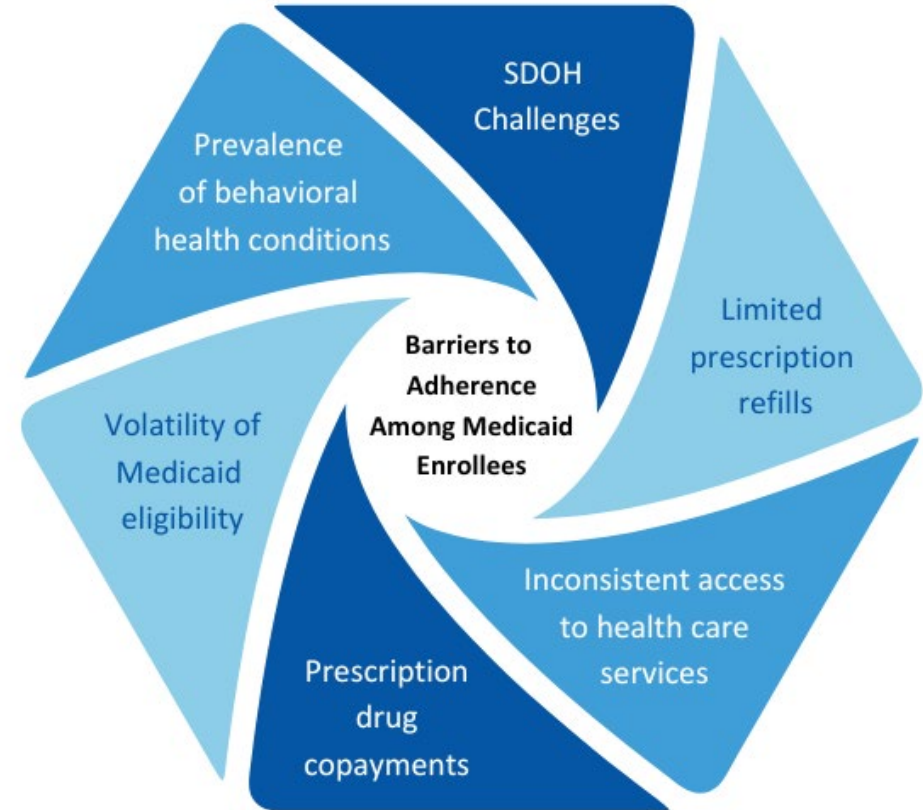 SDOH
Challenges
Limited
prescription
refills
Inconsistent access
to health care
services
Prescription
drug
copayments
Volatility of
Medicaid
eligibility
Prevalence
of behavioral
health conditions
Barriers to
Adherence
Among Medicaid
Enrollees